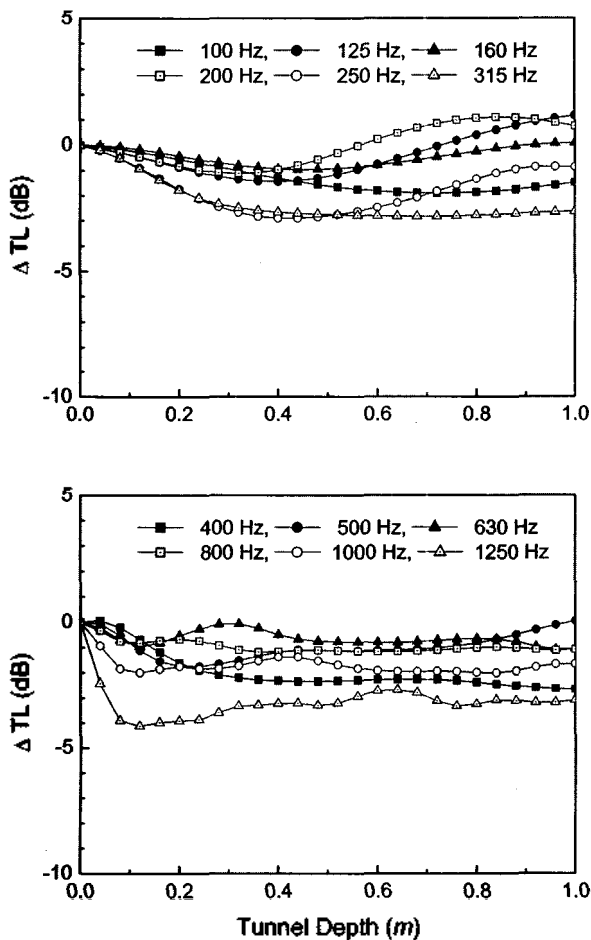 5
100 Hz, 125 Hz, 160 Hz
200 Hz, 250 Hz, 315 Hz
0
Δ TL (dB)
-5
-10
0.0 0.2 0.4 0.6 0.8 1.0
5
400 Hz, 500 Hz, 630 Hz
800 Hz, 1000 Hz, 1250 Hz
0
Δ TL (dB)
-5
-10
0.0 0.2 0.4 0.6 0.8 1.0
Tunnel Depth (m)